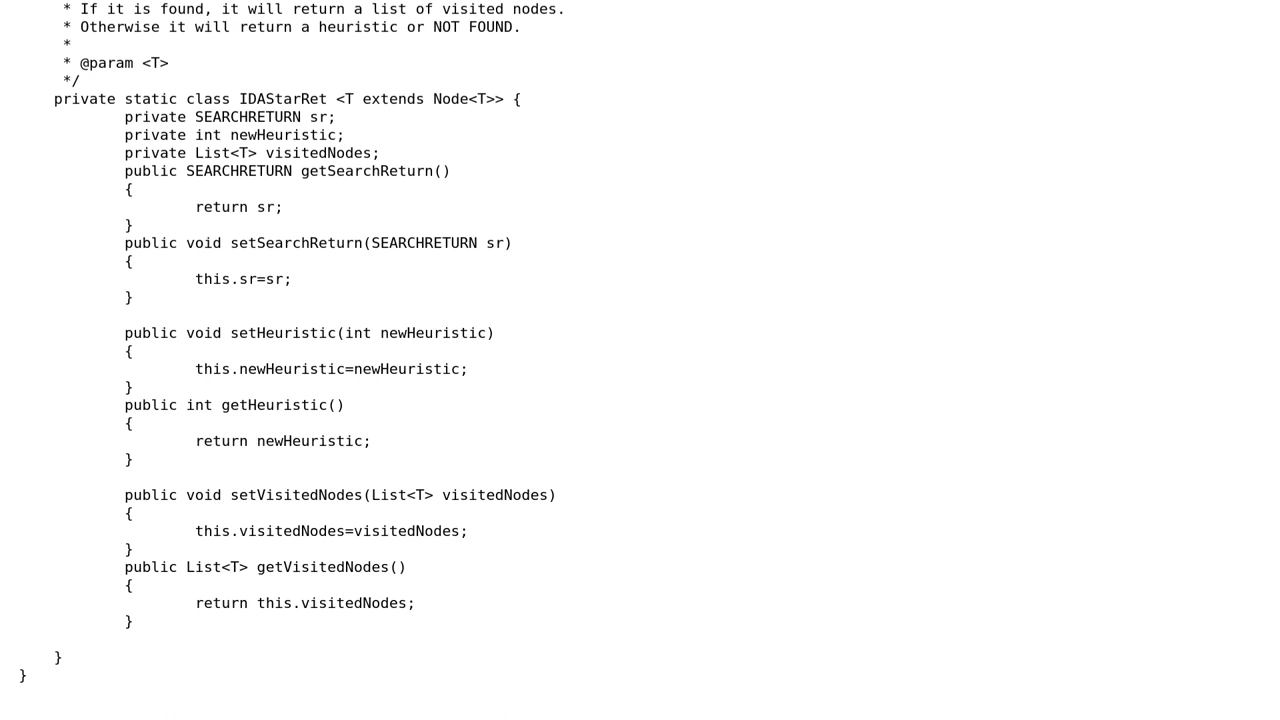 * If it is found, it will return a list of visited nodes.
* Otherwise it will return a heuristic or NOT FOUND.
*
* @param <T>
*/
private static class IDAStarRet <T extends Node<T>> {
private SEARCHRETURN sr;
private int newHeuristic;
private List<T> visitedNodes;
public SEARCHRETURN getSearchReturn()
{
return sr;
}
public void setSearchReturn(SEARCHRETURN sr)
{
this.sr=sr;
}
public void setHeuristic(int newHeuristic)
{
this.newHeuristic=newHeuristic;
}
public int getHeuristic()
{
return newHeuristic;
}
public void setVisitedNodes(List<T> visitedNodes)
{
this.visitedNodes=visitedNodes;
}
public List<T> getVisitedNodes()
{
return this.visitedNodes;
}
}
}